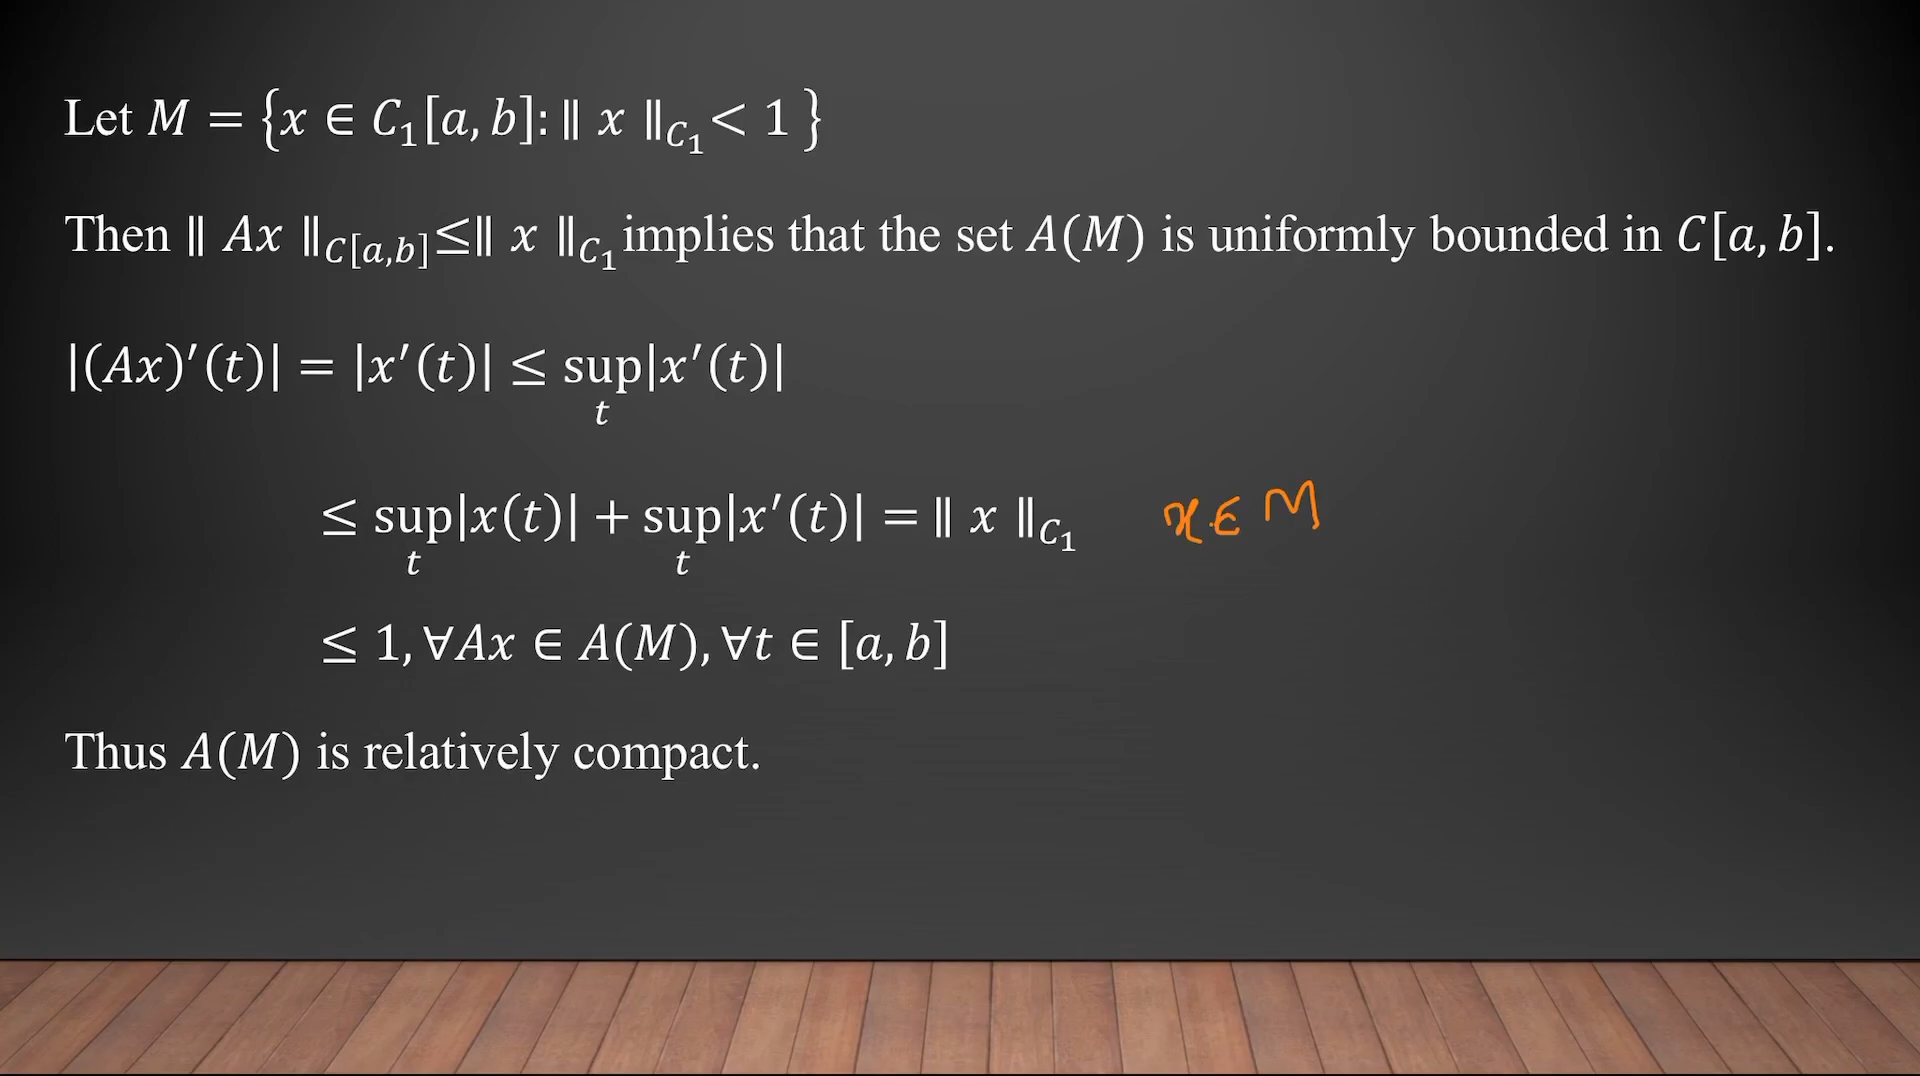 Let M = {x ∈ C₁[a, b]: ‖ x ‖_{C₁} < 1 }
Then ‖ Ax ‖_{C[a,b]} ≤ ‖ x ‖_{C₁} implies that the set A(M) is uniformly bounded in C[a, b].
|(Ax)′(t)| = |x′(t)| ≤ sup_t |x′(t)|
≤ sup_t |x(t)| + sup_t |x′(t)| = ‖ x ‖_{C₁} x ∈ M
≤ 1, ∀Ax ∈ A(M), ∀t ∈ [a, b]
Thus A(M) is relatively compact.